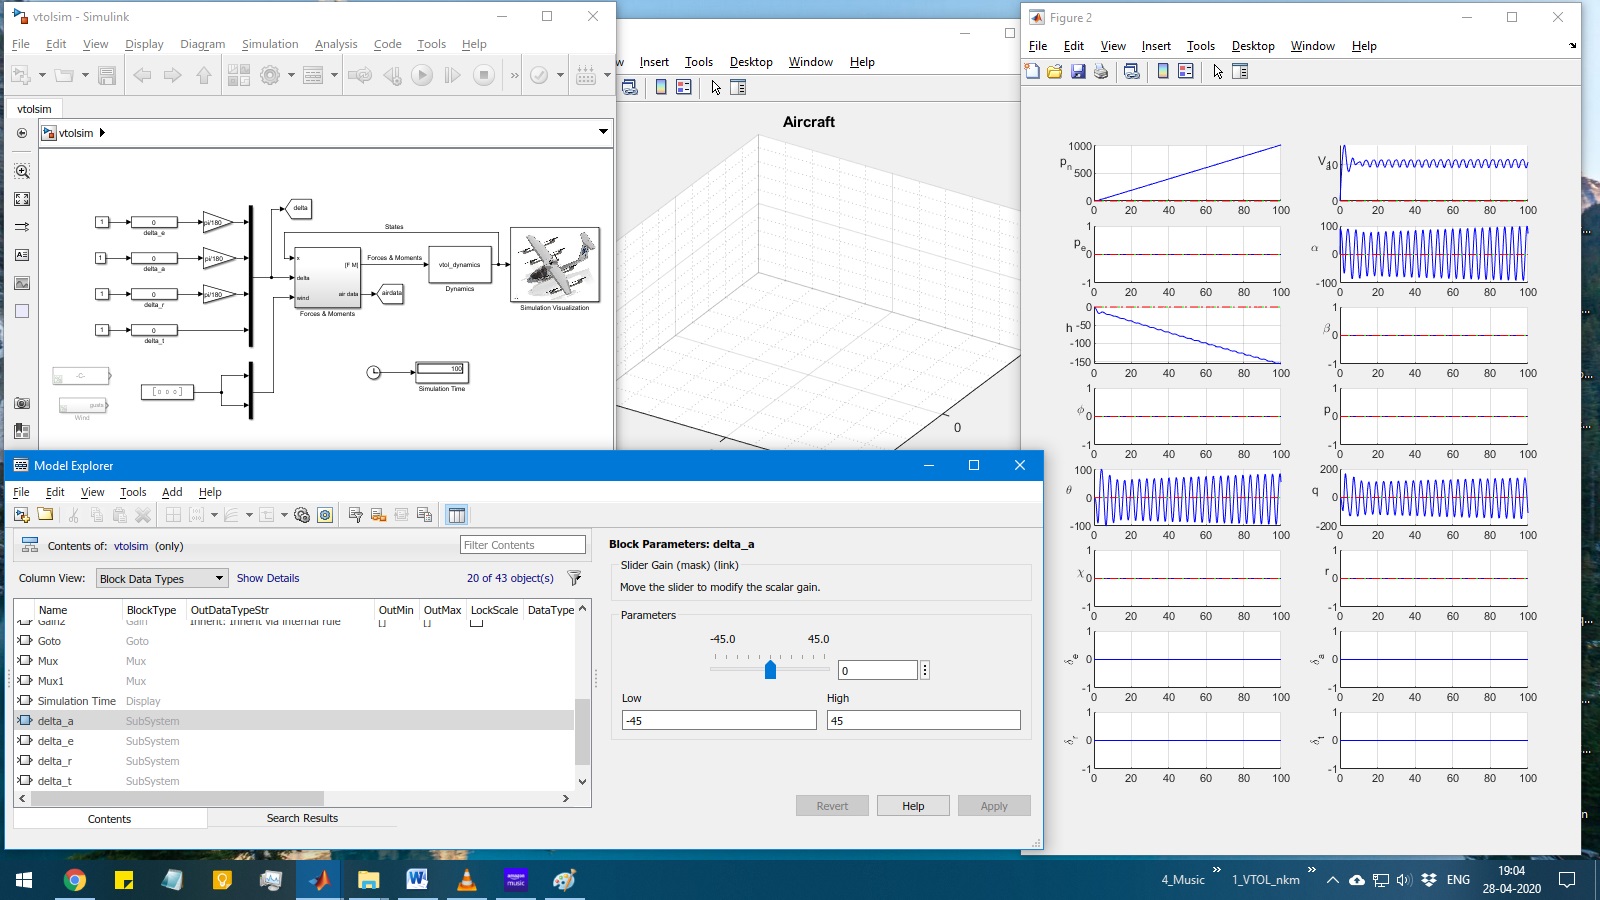 vtolsim - Simulink
File Edit View Display Diagram Simulation Analysis Code Tools Help
vtolsim
vtolsim
1 0 pi/180
delta_e
1 0 pi/180
delta_a
1 0 pi/180
delta_r
1 0
delta_t
delta
States
x
delta
wind
[F M]
air data
Forces & Moments
Forces & Moments
airdata
vtol_dynamics
Dynamics
Simulation Visualization
-C-
gusts
Wind
[ 0 0 0 ]
100
Simulation Time
w Insert Tools Desktop Window Help
Aircraft
0
Figure 2
File Edit View Insert Tools Desktop Window Help
p n
1000
500
0
0 20 40 60 80 100
V a
10
0
0 20 40 60 80 100
p e
1
0
-1
0 20 40 60 80 100
α
100
0
-100
0 20 40 60 80 100
h
0
-50
-100
-150
0 20 40 60 80 100
β
1
0
-1
0 20 40 60 80 100
ϕ
1
0
-1
0 20 40 60 80 100
p
1
0
-1
0 20 40 60 80 100
θ
100
0
-100
0 20 40 60 80 100
q
200
0
-200
0 20 40 60 80 100
χ
1
0
-1
0 20 40 60 80 100
r
1
0
-1
0 20 40 60 80 100
δ e
1
0
-1
0 20 40 60 80 100
δ a
1
0
-1
0 20 40 60 80 100
δ r
1
0
-1
0 20 40 60 80 100
δ t
1
0
-1
0 20 40 60 80 100
Model Explorer
File Edit View Tools Add Help
Contents of: vtolsim (only)
Filter Contents
Column View: Block Data Types Show Details 20 of 43 object(s)
Name BlockType OutDataTypeStr OutMin OutMax LockScale DataType
Gain2 Gain Inherit: Inherit via internal rule [] []
Goto Goto
Mux Mux
Mux1 Mux
Simulation Time Display
delta_a SubSystem
delta_e SubSystem
delta_r SubSystem
delta_t SubSystem
Contents Search Results
Block Parameters: delta_a
Slider Gain (mask) (link)
Move the slider to modify the scalar gain.
Parameters
-45.0 45.0
0
Low High
-45 45
Revert Help Apply
amazon music
4_Music » 1_VTOL_nkm » ENG
19:04
28-04-2020